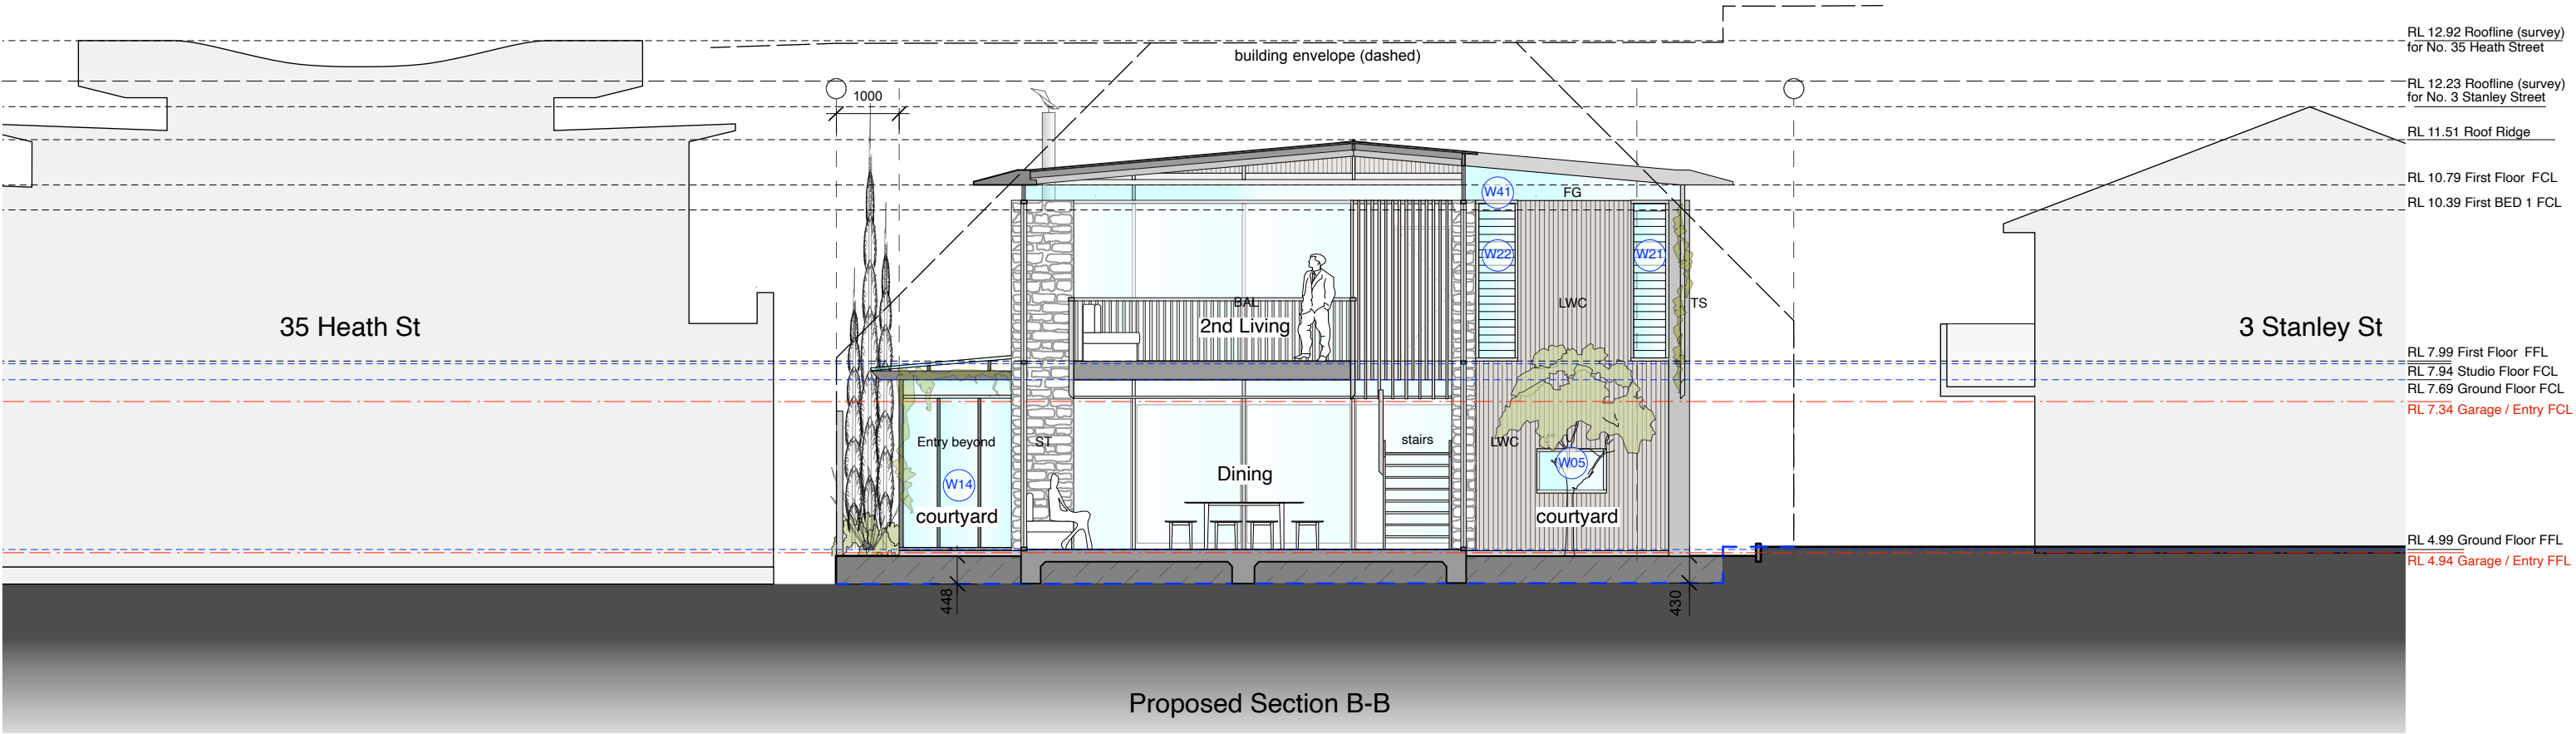 RL 12.92 Roofline (survey)
for No. 35 Heath Street
building envelope (dashed)
RL 12.23 Roofline (survey)
for No. 3 Stanley Street
1000
RL 11.51 Roof Ridge
RL 10.79 First Floor FCL
W41
FG
RL 10.39 First BED 1 FCL
W22
W21
BAL
LWC
TS
35 Heath St
2nd Living
3 Stanley St
RL 7.99 First Floor FFL
RL 7.94 Studio Floor FCL
RL 7.69 Ground Floor FCL
RL 7.34 Garage / Entry FCL
Entry beyond
ST
stairs
LWC
W05
Dining
W14
courtyard
courtyard
RL 4.99 Ground Floor FFL
RL 4.94 Garage / Entry FFL
448
430
Proposed Section B-B